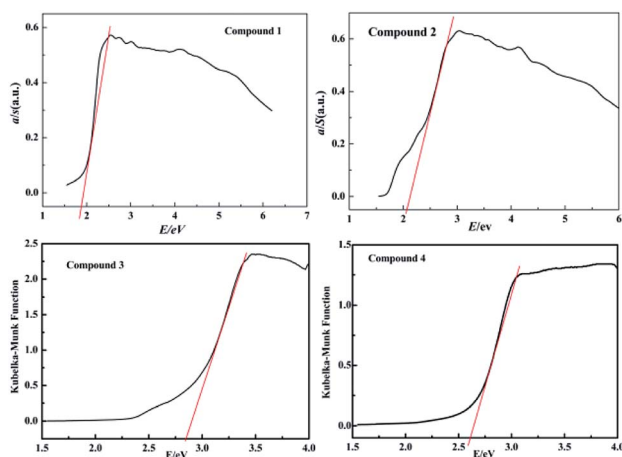 Compound 1
a/s(a.u.)
0.6
0.4
0.2
0.0
1 2 3 4 5 6 7
E/eV
Compound 2
a/S(a.u.)
0.6
0.4
0.2
0.0
1 2 3 4 5 6
E/ev
Compound 3
Kubelka-Munk Function
2.5
2.0
1.5
1.0
0.5
0.0
1.5 2.0 2.5 3.0 3.5 4.0
E/eV
Compound 4
Kubelka-Munk Function
1.5
1.0
0.5
0.0
1.5 2.0 2.5 3.0 3.5 4.0
E/eV